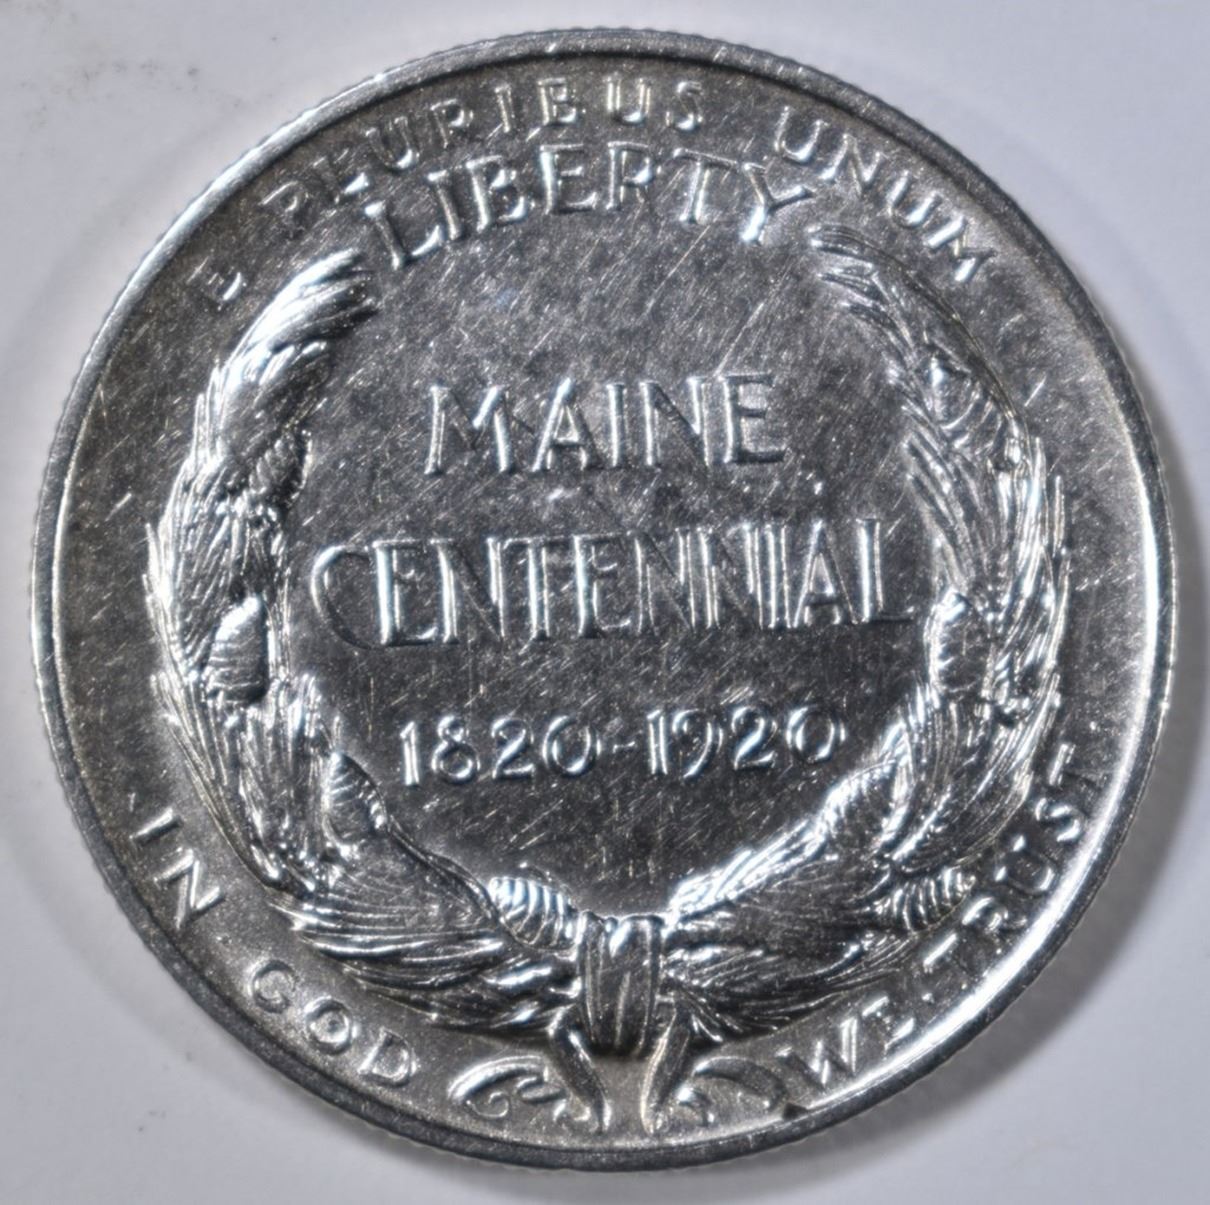 E PLURIBUS UNUM
LIBERTY
MAINE
CENTENNIAL
1820-1920
IN GOD WE TRUST